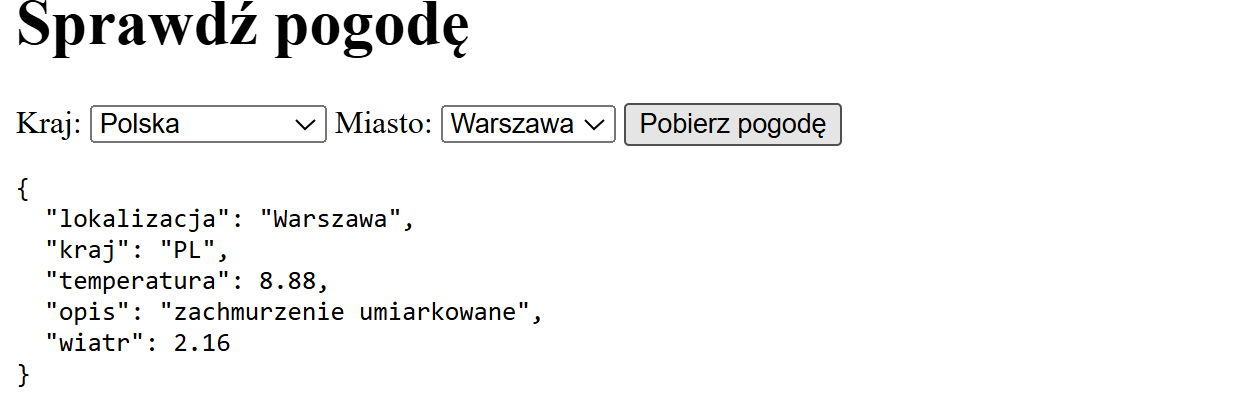 Sprawdź pogodę
Kraj: Polska Miasto: Warszawa Pobierz pogodę
{
  "lokalizacja": "Warszawa",
  "kraj": "PL",
  "temperatura": 8.88,
  "opis": "zachmurzenie umiarkowane",
  "wiatr": 2.16
}